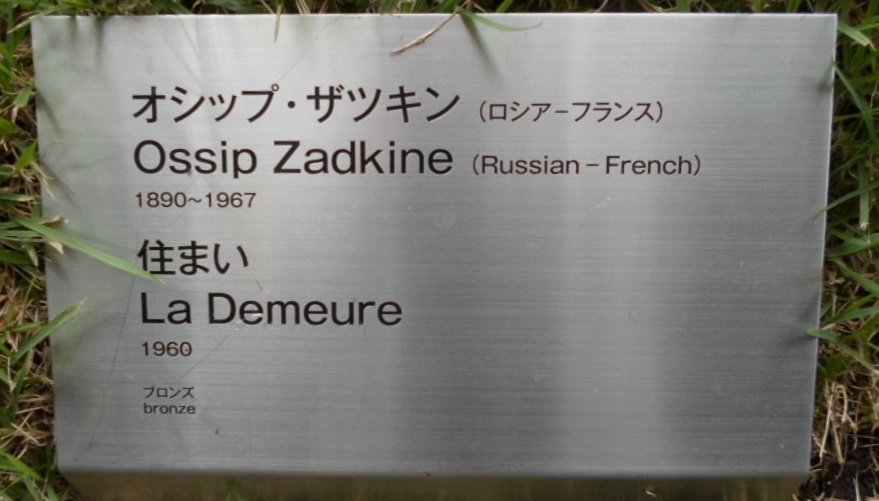 オシップ・ザツキン（ロシアーフランス）
Ossip Zadkine (Russian－French)
1890~1967
住まい
La Demeure
1960
ブロンズ
bronze